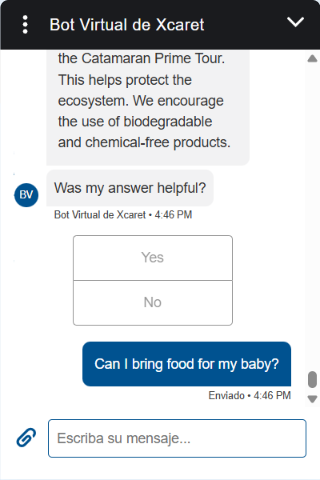 Bot Virtual de Xcaret
the Catamaran Prime Tour.
This helps protect the
ecosystem. We encourage
the use of biodegradable
and chemical-free products.
Was my answer helpful?
BV
Bot Virtual de Xcaret • 4:46 PM
Yes
No
Can I bring food for my baby?
Enviado • 4:46 PM
Escriba su mensaje...